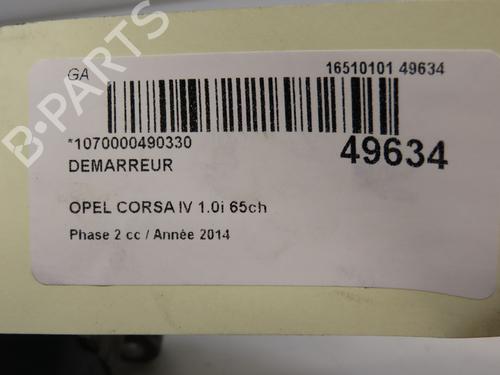 GA
16510101 49634
*1070000490330
49634
DEMARREUR
OPEL CORSA IV 1.0i 65ch
Phase 2 cc / Année 2014
B-PARTS